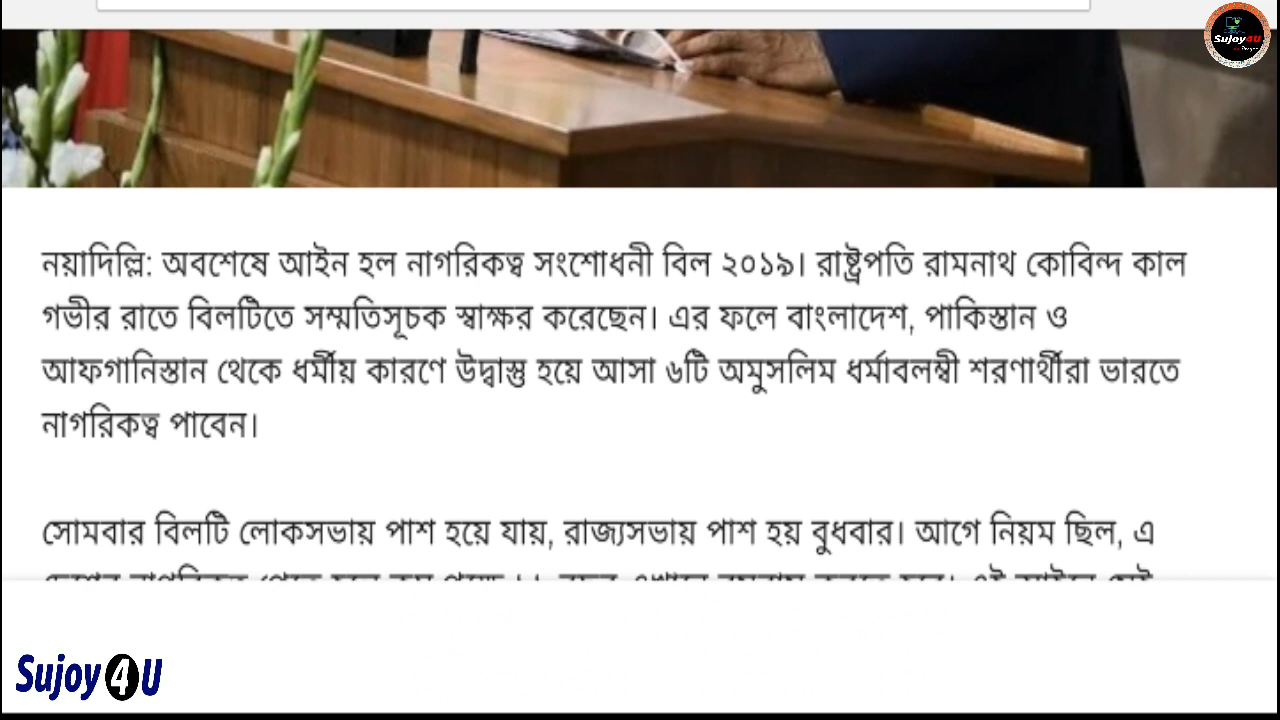 Sujoy4U
নয়াদিল্লি: অবশেষে আইন হল নাগরিকত্ব সংশোধনী বিল ২০১৯। রাষ্ট্রপতি রামনাথ কোবিন্দ কাল
গভীর রাতে বিলটিতে সম্মতিসূচক স্বাক্ষর করেছেন। এর ফলে বাংলাদেশ, পাকিস্তান ও
আফগানিস্তান থেকে ধর্মীয় কারণে উদ্বাস্তু হয়ে আসা ৬টি অমুসলিম ধর্মাবলম্বী শরণার্থীরা ভারতে
নাগরিকত্ব পাবেন।
সোমবার বিলটি লোকসভায় পাশ হয়ে যায়, রাজ্যসভায় পাশ হয় বুধবার। আগে নিয়ম ছিল, এ
Sujoy4U